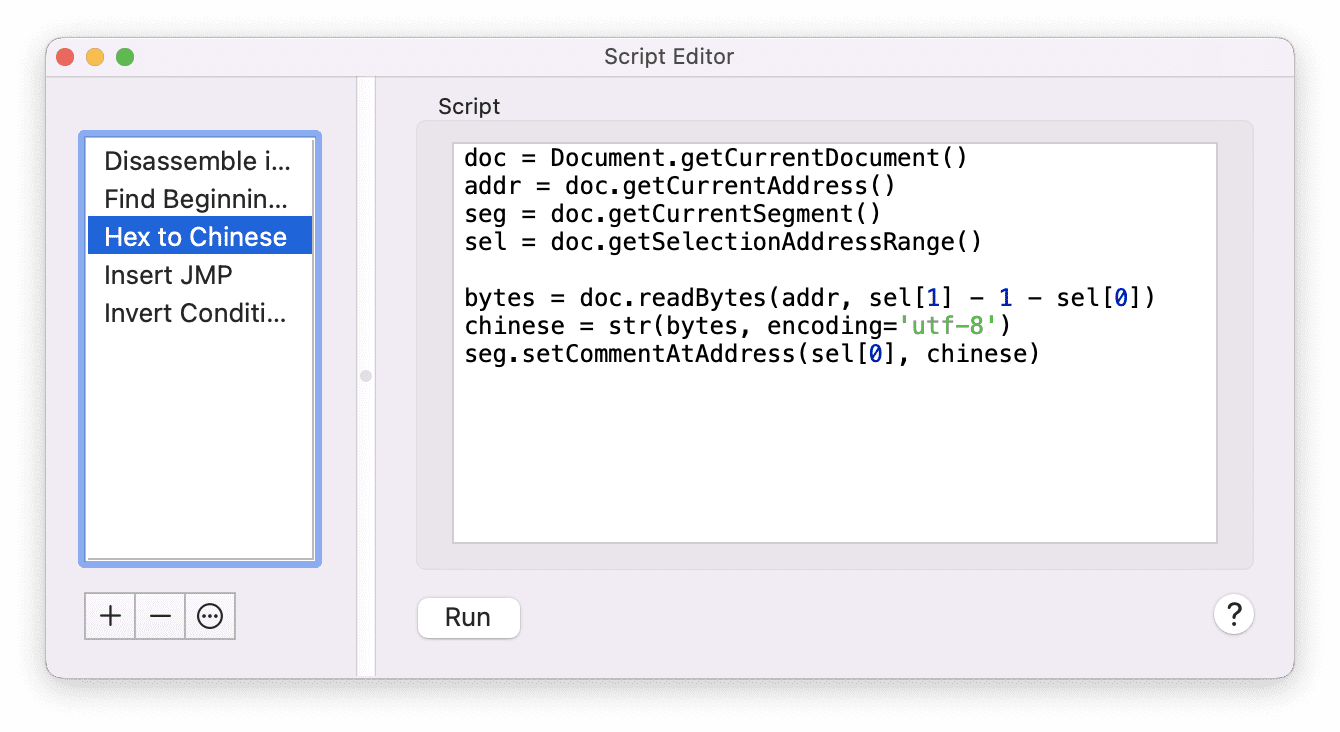 Script Editor
Disassemble i...
Find Beginnin...
Hex to Chinese
Insert JMP
Invert Conditi...
Script
doc = Document.getCurrentDocument()
addr = doc.getCurrentAddress()
seg = doc.getCurrentSegment()
sel = doc.getSelectionAddressRange()

bytes = doc.readBytes(addr, sel[1] - 1 - sel[0])
chinese = str(bytes, encoding='utf-8')
seg.setCommentAtAddress(sel[0], chinese)
Run
?